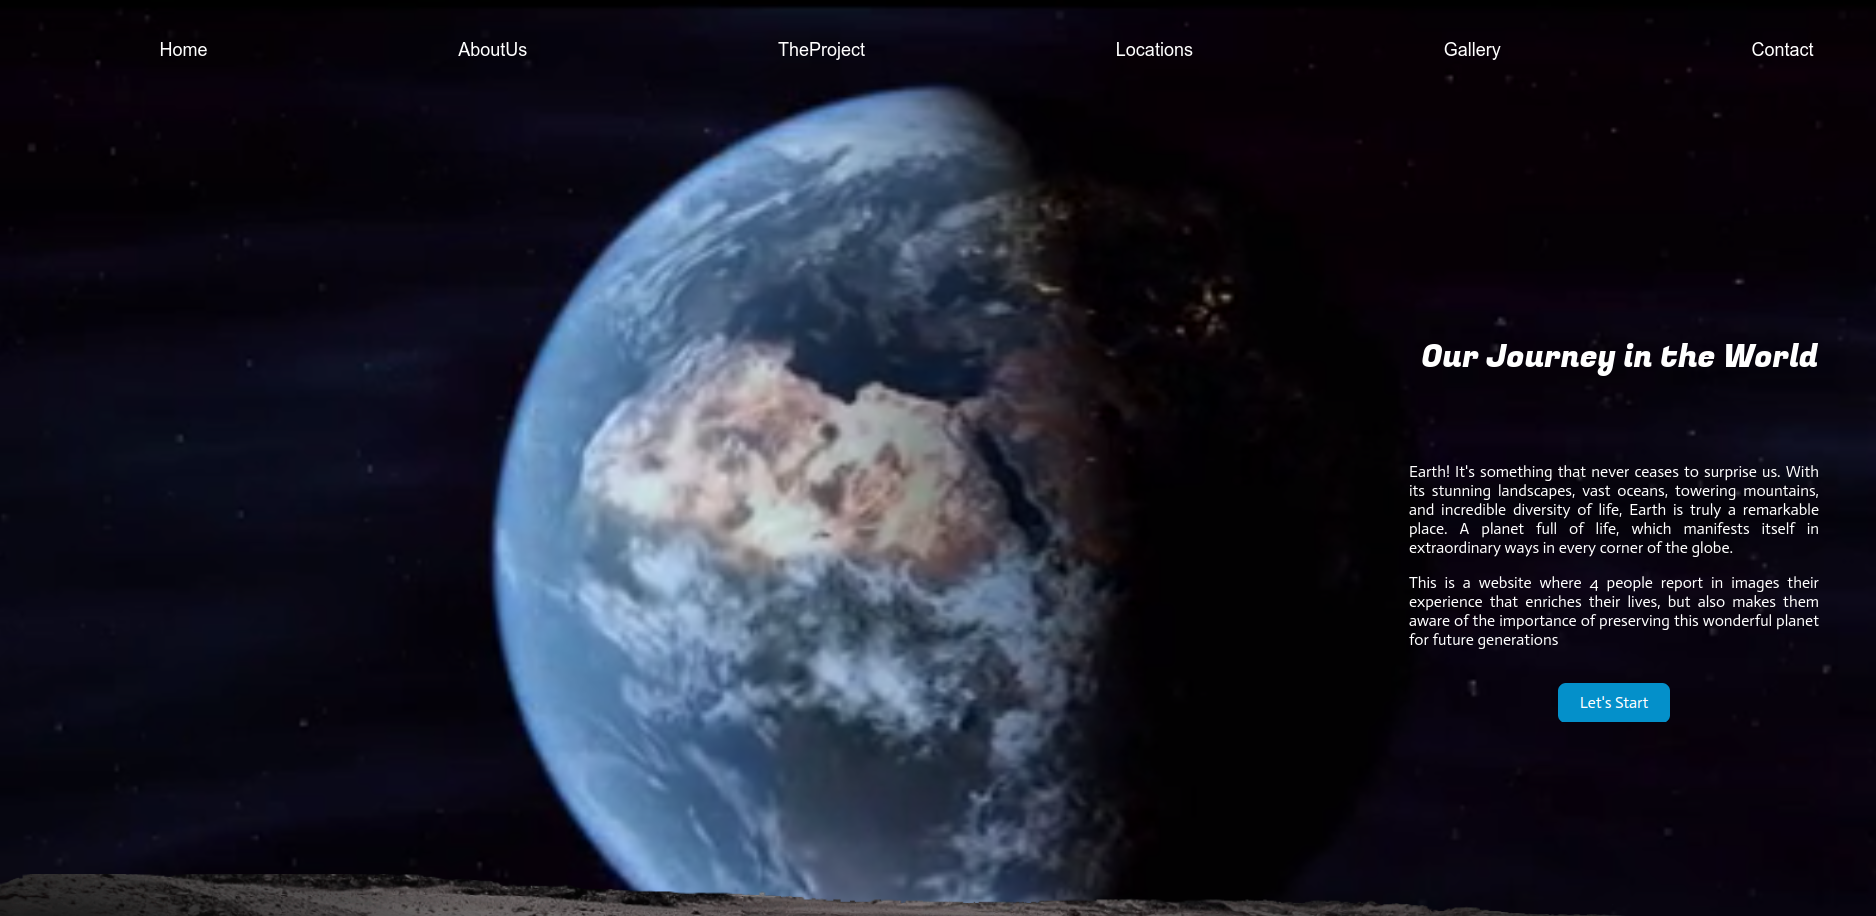 Home AboutUs TheProject Locations Gallery Contact
Our Journey in the World
Earth! It's something that never ceases to surprise us. With
its stunning landscapes, vast oceans, towering mountains,
and incredible diversity of life, Earth is truly a remarkable
place. A planet full of life, which manifests itself in
extraordinary ways in every corner of the globe.
This is a website where 4 people report in images their
experience that enriches their lives, but also makes them
aware of the importance of preserving this wonderful planet
for future generations
Let's Start